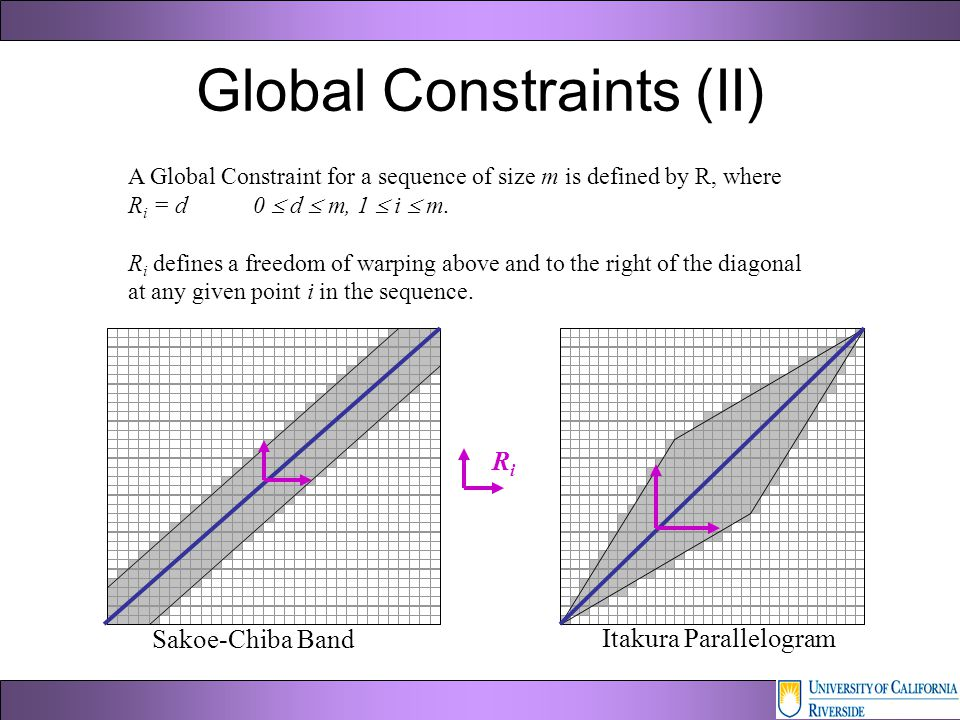 Global Constraints (II)
A Global Constraint for a sequence of size m is defined by R, where
Ri = d 0 ≤ d ≤ m, 1 ≤ i ≤ m.
Ri defines a freedom of warping above and to the right of the diagonal
at any given point i in the sequence.
Ri
Sakoe-Chiba Band
Itakura Parallelogram
UNIVERSITY OF CALIFORNIA
RIVERSIDE